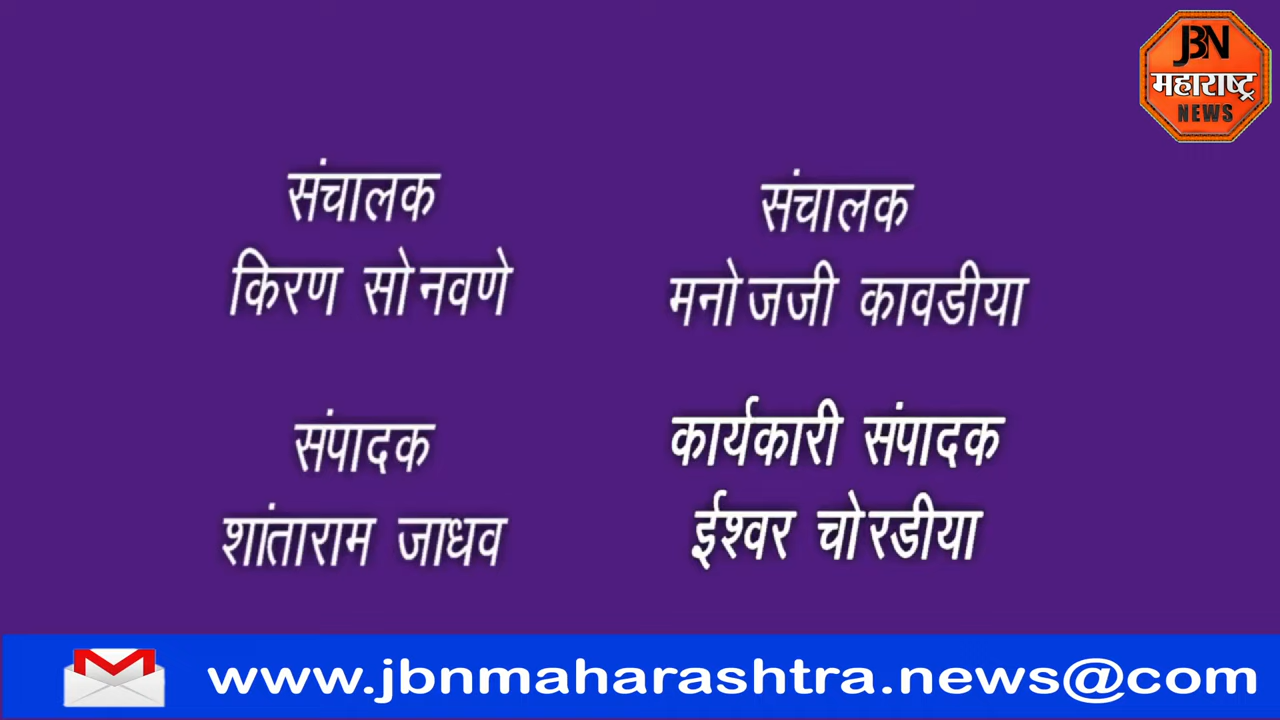 JBN
महाराष्ट्र
NEWS
संचालक
किरण सोनवणे
संचालक
मनोजजी कावडीया
संपादक
शांताराम जाधव
कार्यकारी संपादक
ईश्वर चोरडीया
www.jbnmaharashtra.news@com